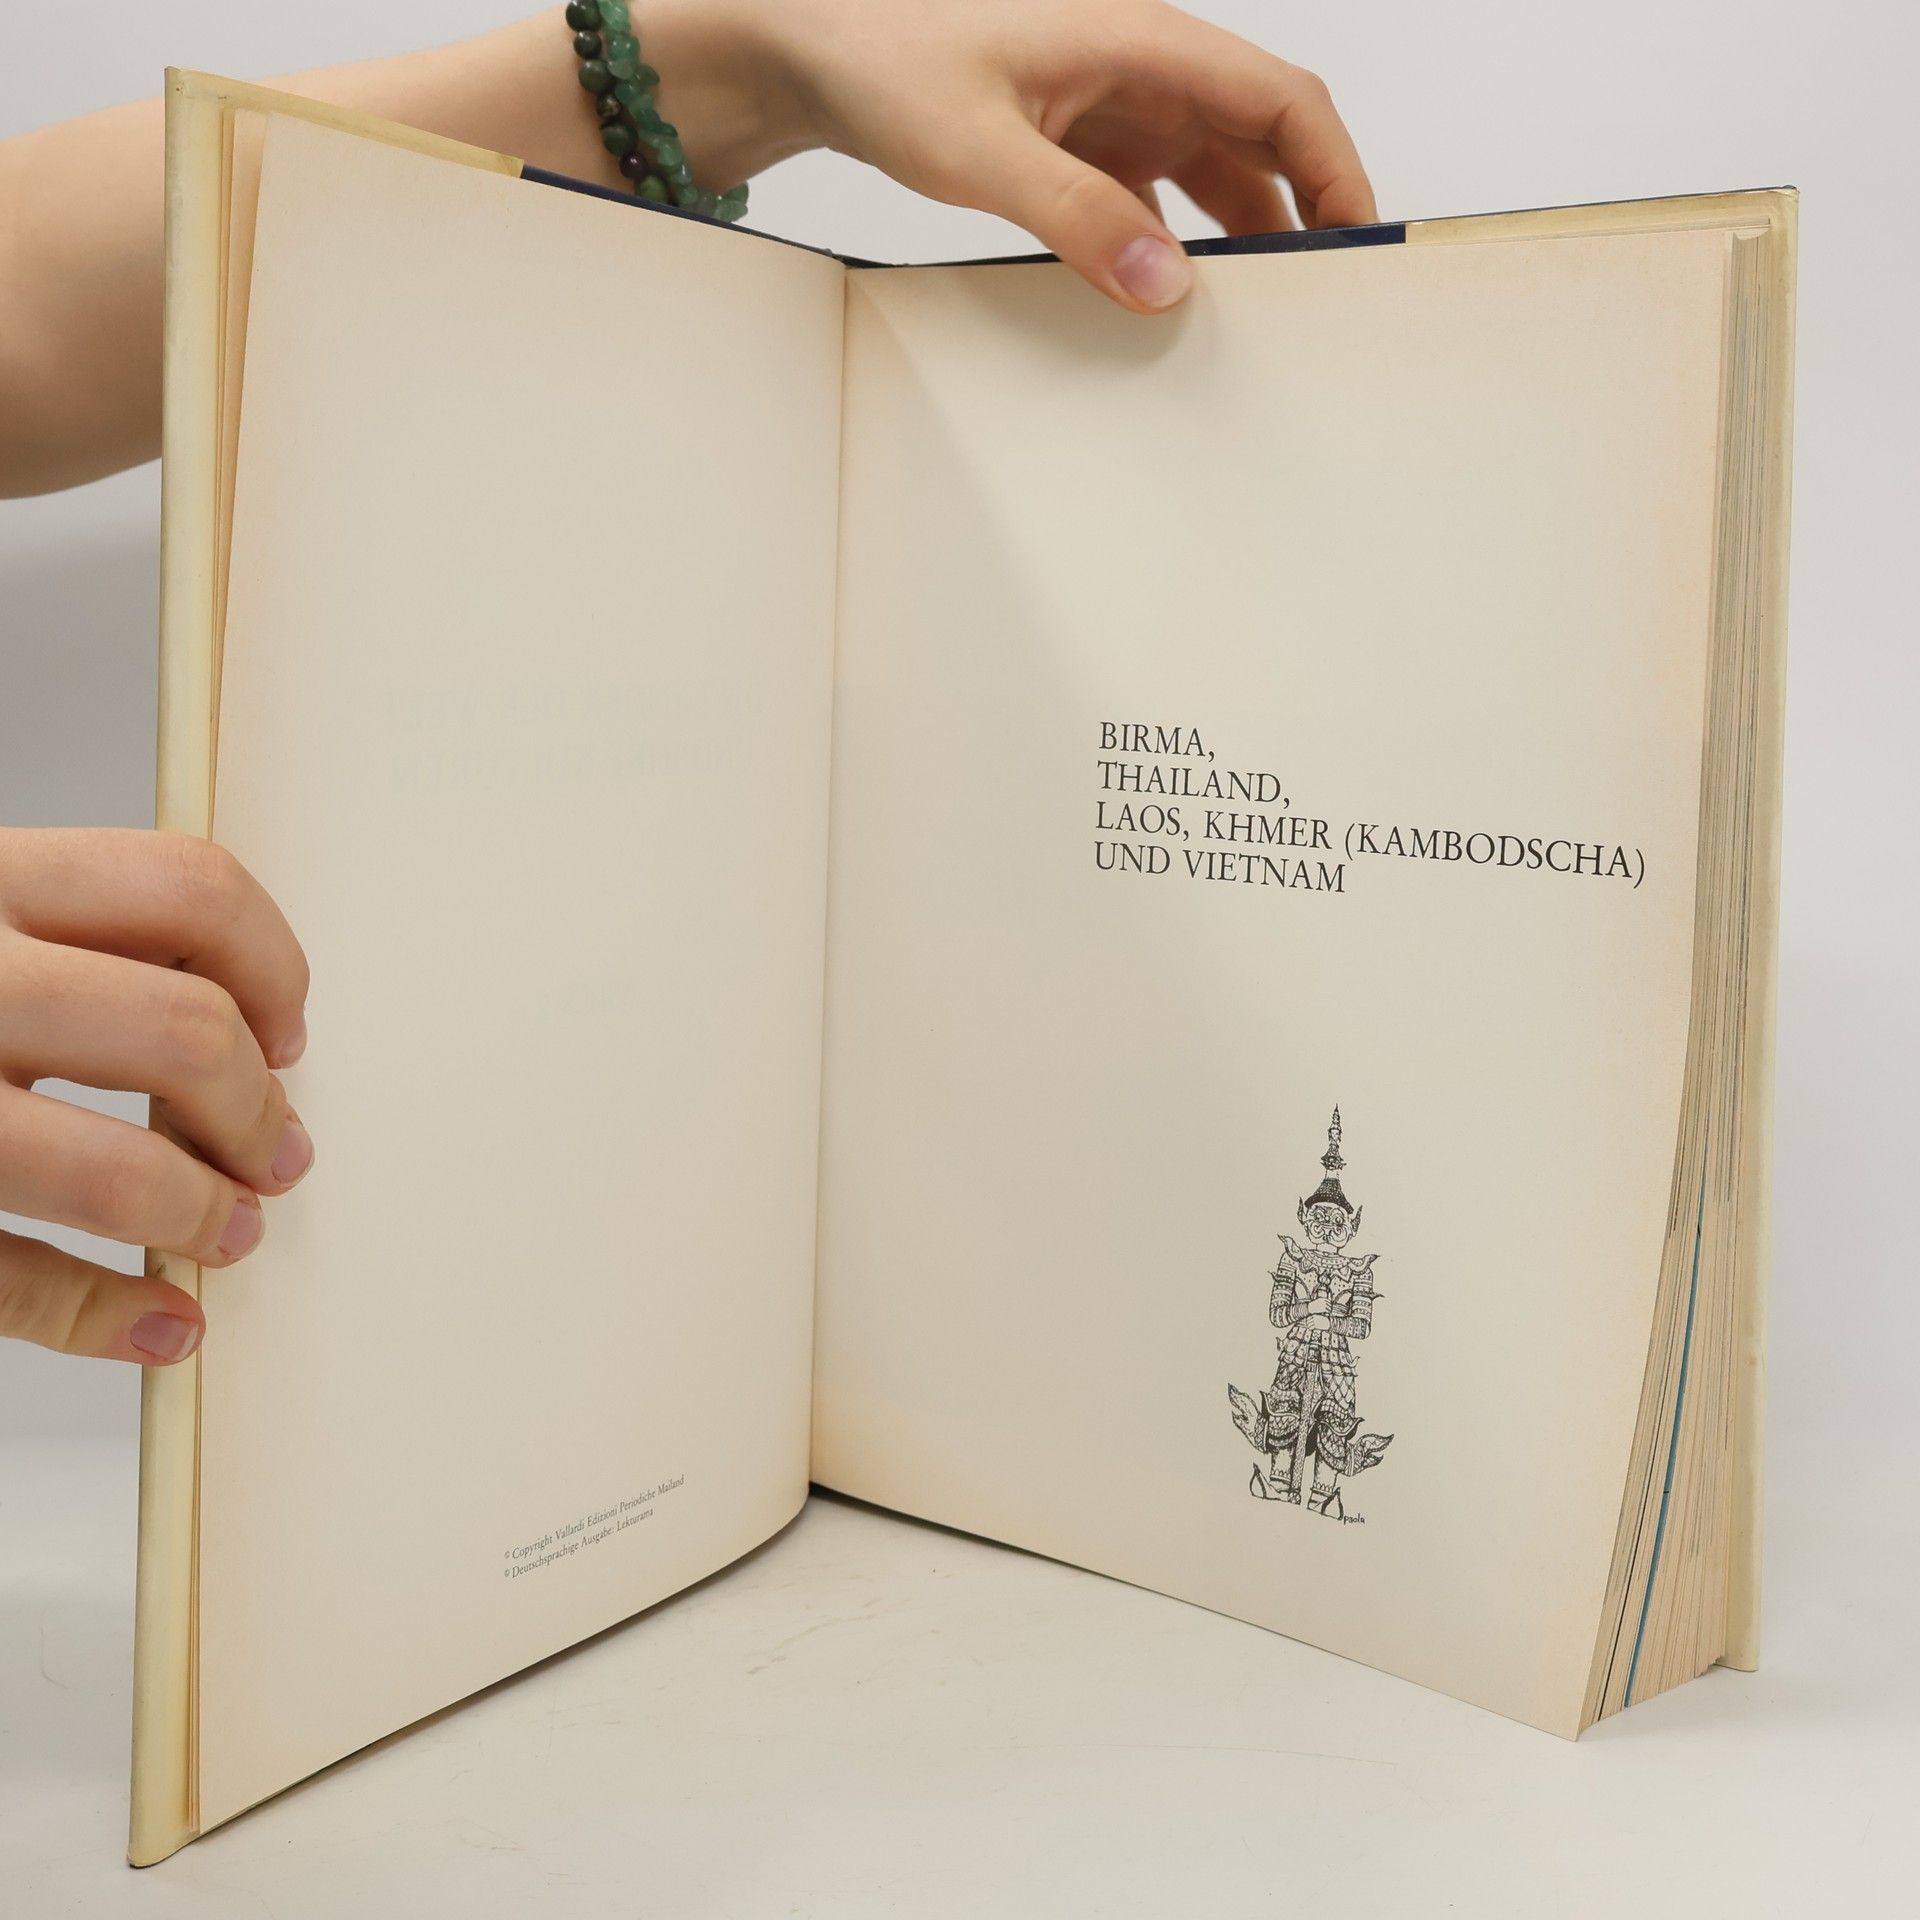 © Copyright Vallardi Edizioni Periodiche Mailand
© Deutschsprachige Ausgabe: Lekturama
BIRMA,
THAILAND,
LAOS, KHMER (KAMBODSCHA)
UND VIETNAM
paola